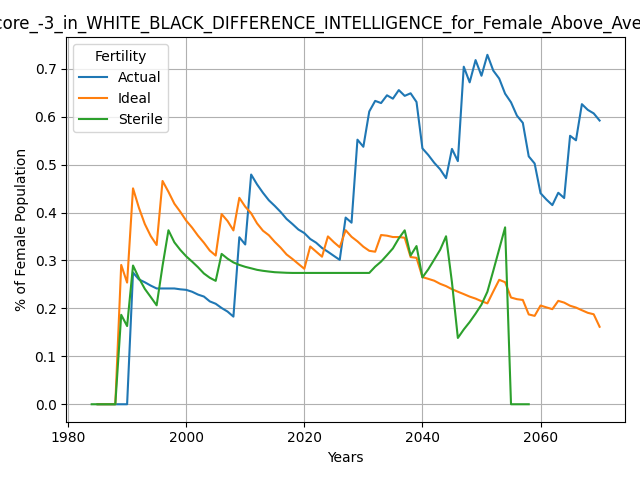 core_-3_in_WHITE_BLACK_DIFFERENCE_INTELLIGENCE_for_Female_Above_Ave
Fertility
Actual
Ideal
Sterile
% of Female Population
0.7
0.6
0.5
0.4
0.3
0.2
0.1
0.0
1980 2000 2020 2040 2060
Years